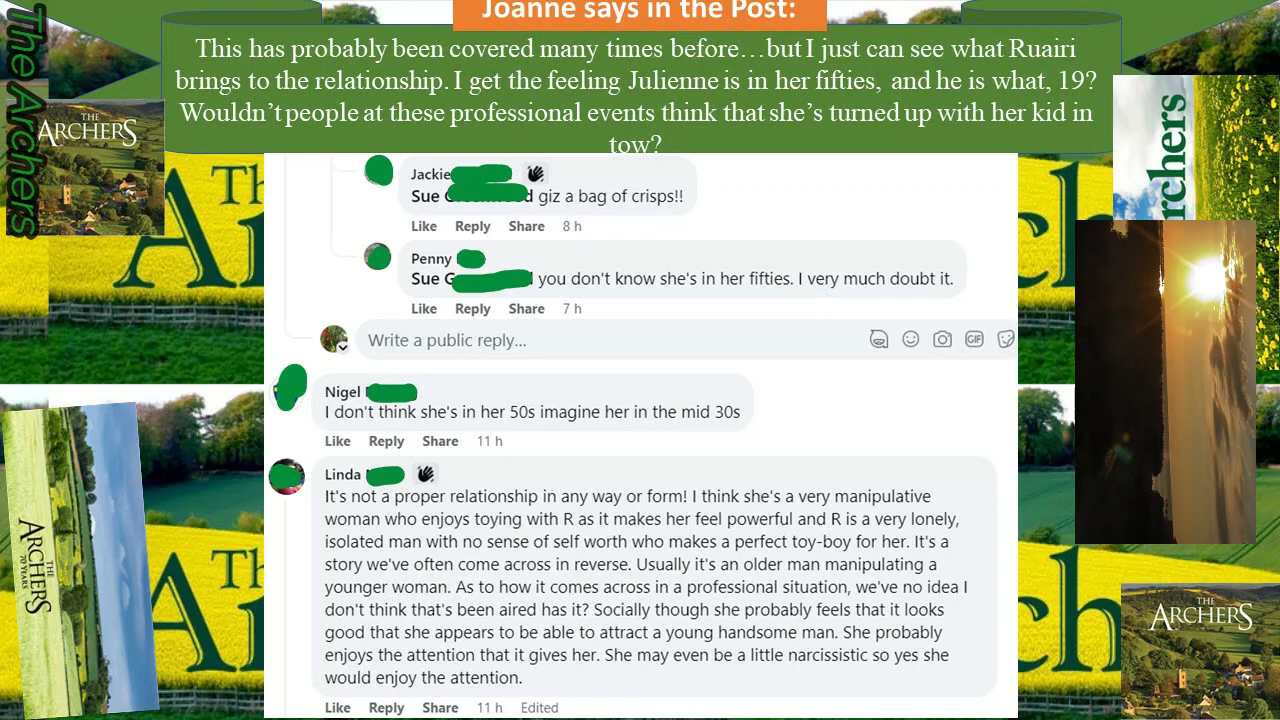 Joanne says in the Post:
This has probably been covered many times before…but I just can see what Ruairi
brings to the relationship. I get the feeling Julienne is in her fifties, and he is what, 19?
Wouldn't people at these professional events think that she's turned up with her kid in
tow?
The Archers
THE
ARCHERS
Th
Ar
rchers
ch
Jackie
Sue giz a bag of crisps!!
Like Reply Share 8 h
Penny
Sue you don't know she's in her fifties. I very much doubt it.
Like Reply Share 7 h
Write a public reply...
GIF
Nigel
I don't think she's in her 50s imagine her in the mid 30s
Like Reply Share 11 h
Linda
It's not a proper relationship in any way or form! I think she's a very manipulative
woman who enjoys toying with R as it makes her feel powerful and R is a very lonely,
isolated man with no sense of self worth who makes a perfect toy-boy for her. It's a
story we've often come across in reverse. Usually it's an older man manipulating a
younger woman. As to how it comes across in a professional situation, we've no idea I
don't think that's been aired has it? Socially though she probably feels that it looks
good that she appears to be able to attract a young handsome man. She probably
enjoys the attention that it gives her. She may even be a little narcissistic so yes she
would enjoy the attention.
Like Reply Share 11 h Edited
THE
ARCHERS
70 YEARS
Th
Ar
ch
THE
ARCHERS